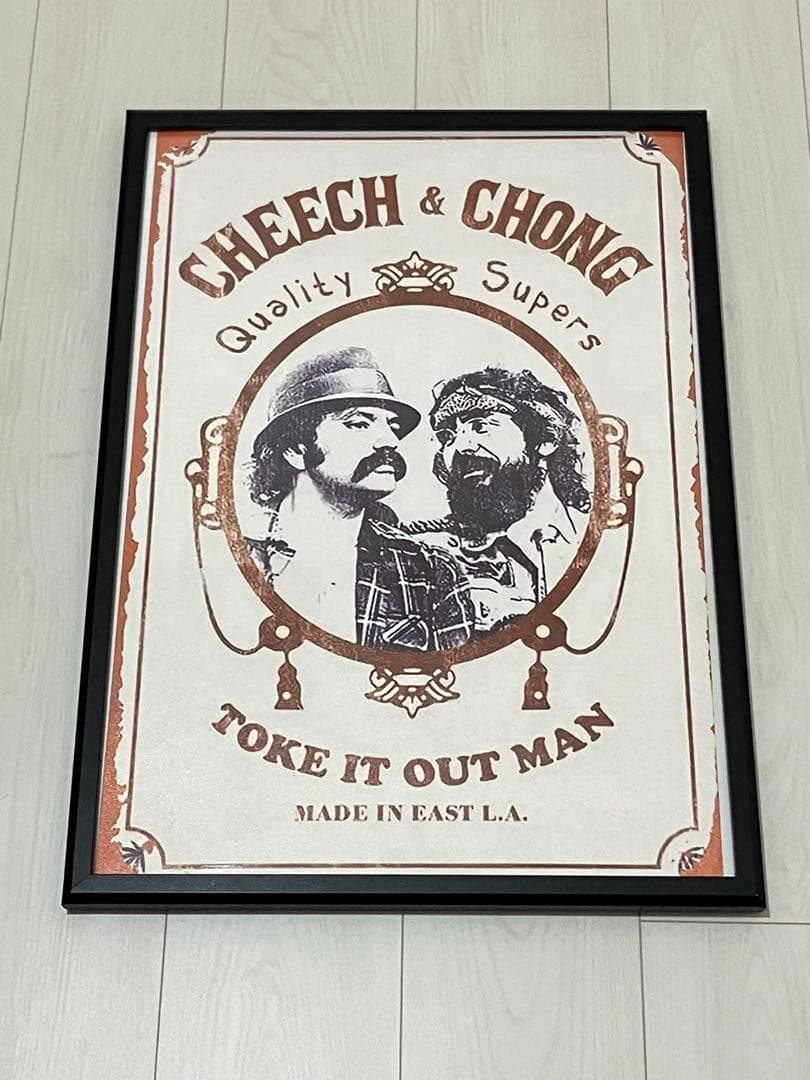 CHEECH & CHONG
Quality Supers
TOKE IT OUT MAN
MADE IN EAST L.A.